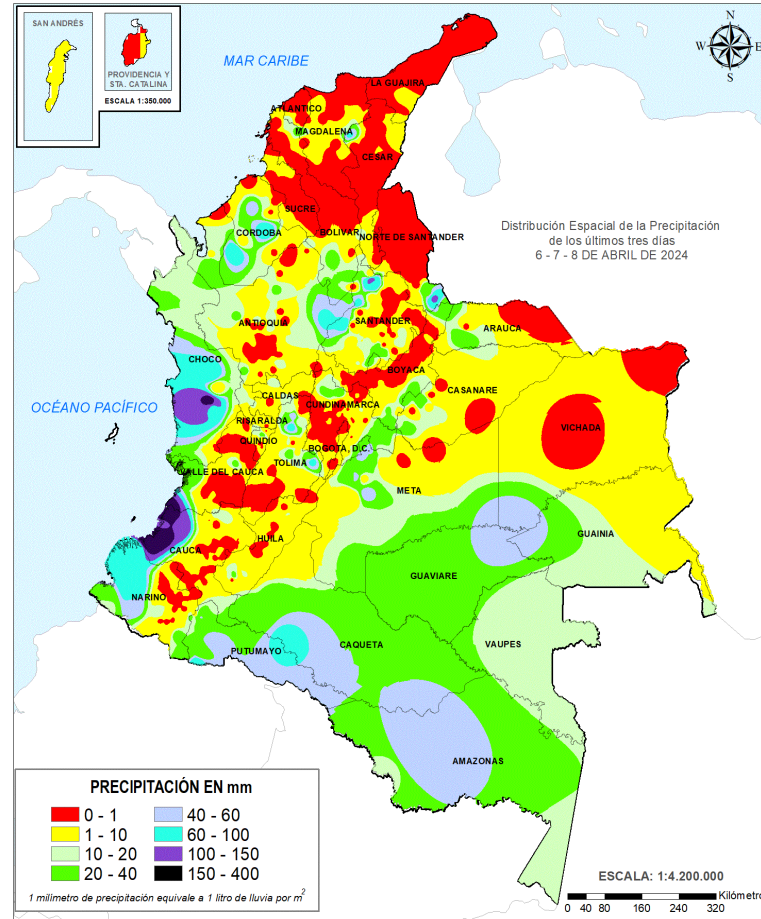 SAN ANDRÉS
PROVIDENCIA Y
STA. CATALINA
ESCALA 1:350.000
MAR CARIBE
N
W E
S
LA GUAJIRA
ATLANTICO
MAGDALENA
CESAR
SUCRE
CORDOBA
BOLIVAR
NORTE DE SANTANDER
Distribución Espacial de la Precipitación
de los últimos tres días
6 - 7 - 8 DE ABRIL DE 2024
ANTIOQUIA
SANTANDER
ARAUCA
CHOCO
BOYACA
OCÉANO PACÍFICO
CALDAS
CUNDINAMARCA
CASANARE
RISARALDA
VICHADA
QUINDIO
BOGOTA, D.C.
TOLIMA
VALLE DEL CAUCA
META
CAUCA
HUILA
GUAINIA
GUAVIARE
NARIÑO
PUTUMAYO
CAQUETA
VAUPES
AMAZONAS
PRECIPITACIÓN EN mm
0 - 1 40 - 60
1 - 10 60 - 100
10 - 20 100 - 150
20 - 40 150 - 400
1 milímetro de precipitación equivale a 1 litro de lluvia por m²
ESCALA: 1:4.200.000
Kilómetro
0 40 80 160 240 320